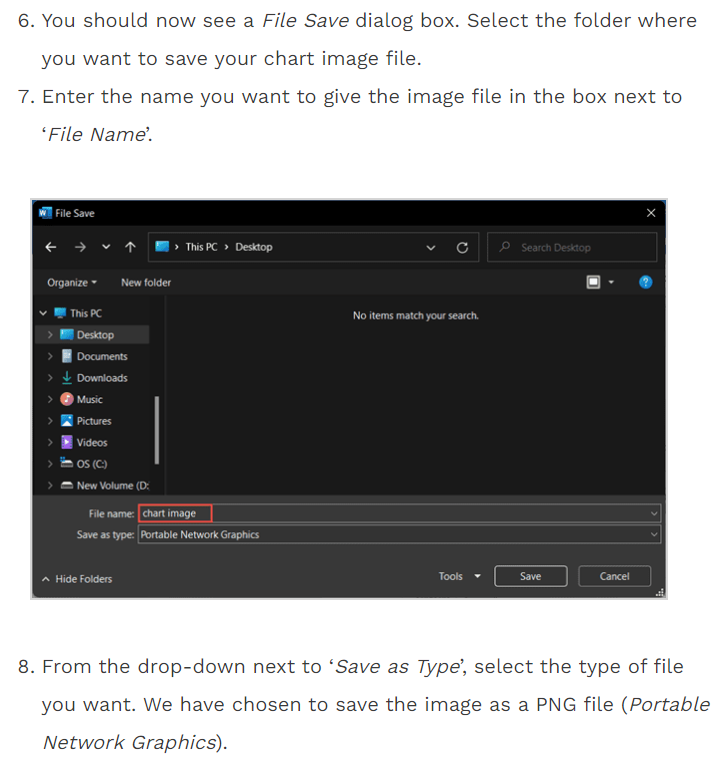 6. You should now see a File Save dialog box. Select the folder where
you want to save your chart image file.
7. Enter the name you want to give the image file in the box next to
‘File Name’.
W File Save
> This PC > Desktop
Search Desktop
Organize
New folder
This PC
Desktop
Documents
Downloads
Music
Pictures
Videos
OS (C:)
New Volume (D:
No items match your search.
File name: chart image
Save as type: Portable Network Graphics
Hide Folders
Tools
Save
Cancel
8. From the drop-down next to ‘Save as Type’, select the type of file
you want. We have chosen to save the image as a PNG file (Portable
Network Graphics).